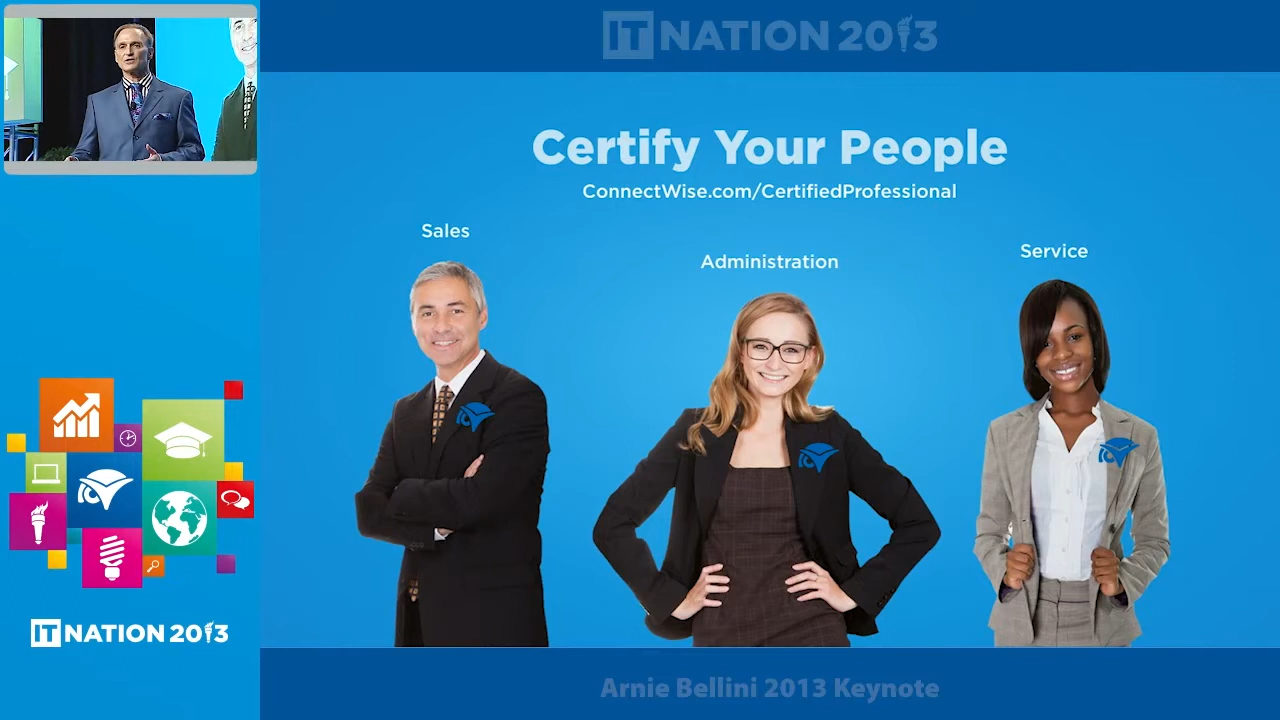 IT NATION 2013
Certify Your People
ConnectWise.com/CertifiedProfessional
Sales
Administration
Service
IT NATION 2013
Arnie Bellini 2013 Keynote